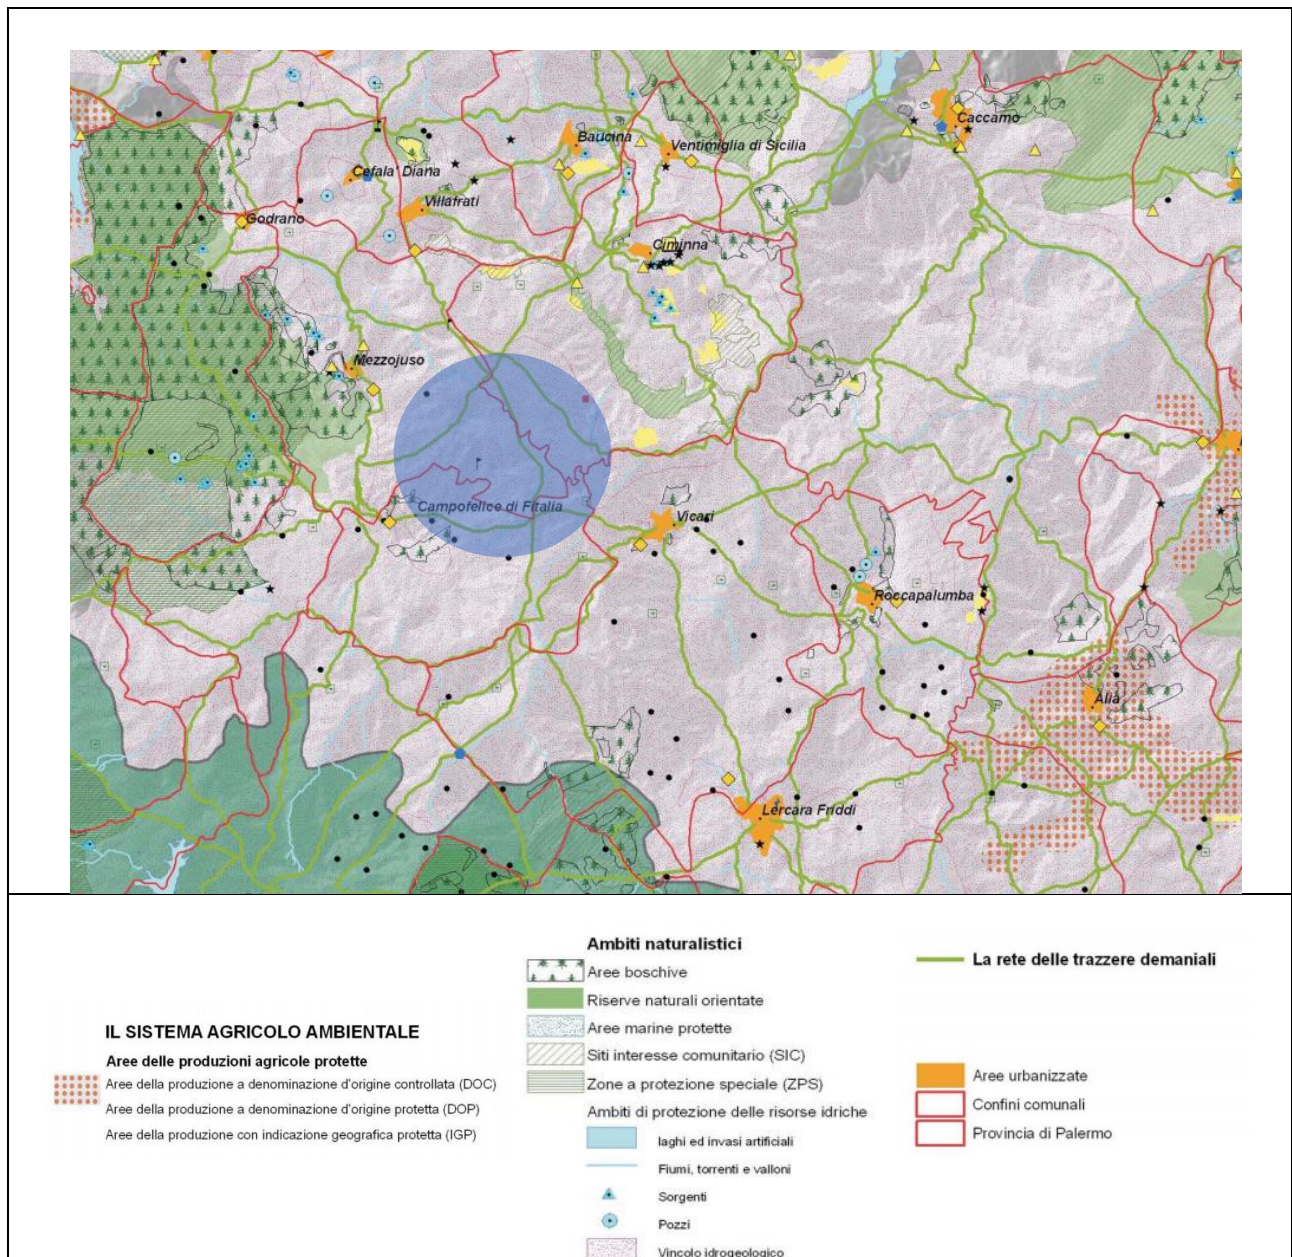 Caccamo
Baucina
Ventimiglia di Sicilia
Cefala' Diana
Villafrati
Godrano
Ciminna
Mezzojuso
Campofelice di Fitalia
Vicari
Roccapalumba
Alia
Lercara Friddi
Ambiti naturalistici
Aree boschive
Riserve naturali orientate
Aree marine protette
Siti interesse comunitario (SIC)
Zone a protezione speciale (ZPS)
Ambiti di protezione delle risorse idriche
laghi ed invasi artificiali
Fiumi, torrenti e valloni
Sorgenti
Pozzi
Vincolo idrogeologico
La rete delle trazzere demaniali
IL SISTEMA AGRICOLO AMBIENTALE
Aree delle produzioni agricole protette
Aree della produzione a denominazione d'origine controllata (DOC)
Aree della produzione a denominazione d'origine protetta (DOP)
Aree della produzione con indicazione geografica protetta (IGP)
Aree urbanizzate
Confini comunali
Provincia di Palermo